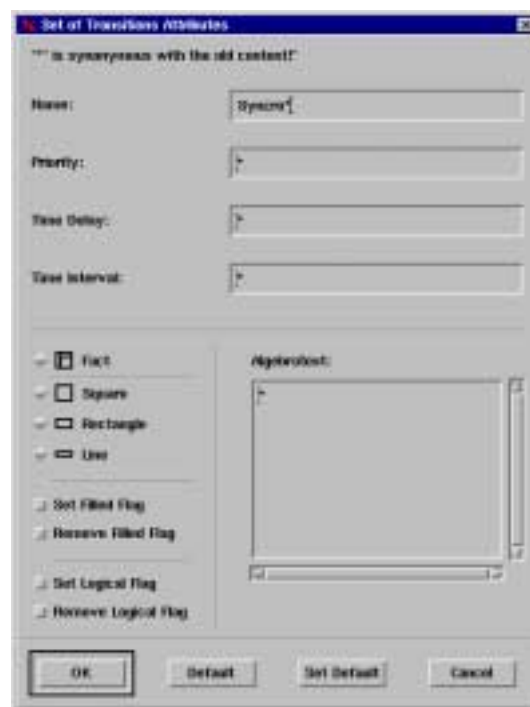 Set of Transitions Attributes
"*" is synonymous with the old content!"
Name: Syncro*
Priority: *
Time Delay: *
Time Interval: *
Fact
Algebrotext:
*
Square
Rectangle
Line
Set Filled Flag
Remove Filled Flag
Set Logical Flag
Remove Logical Flag
OK Default Set Default Cancel